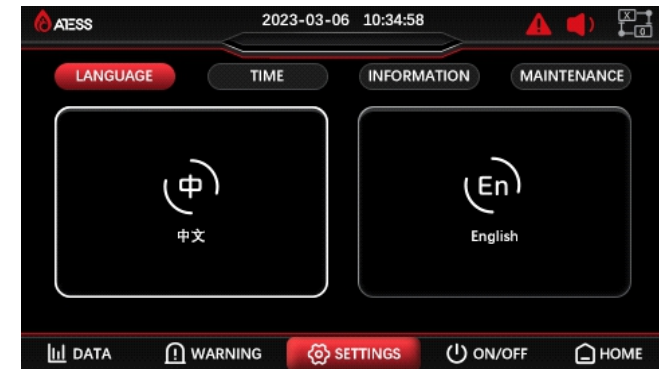 ATESS 2023-03-06 10:34:58
LANGUAGE TIME INFORMATION MAINTENANCE
中 En
中文 English
DATA WARNING SETTINGS ON/OFF HOME